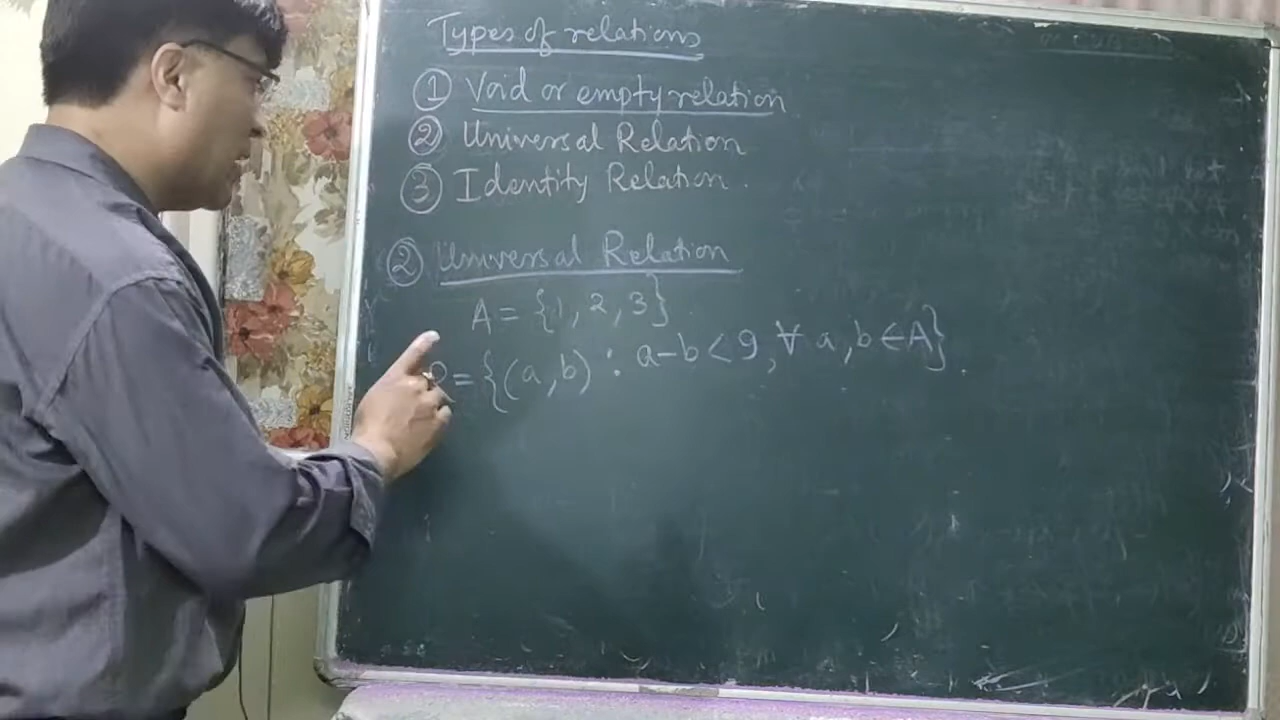 Types of relations
① Void or empty relation
② Universal Relation
③ Identity Relation.
② Universal Relation
A = {1, 2, 3}
R = {(a, b) : a-b < 9, ∀ a, b ∈ A}.